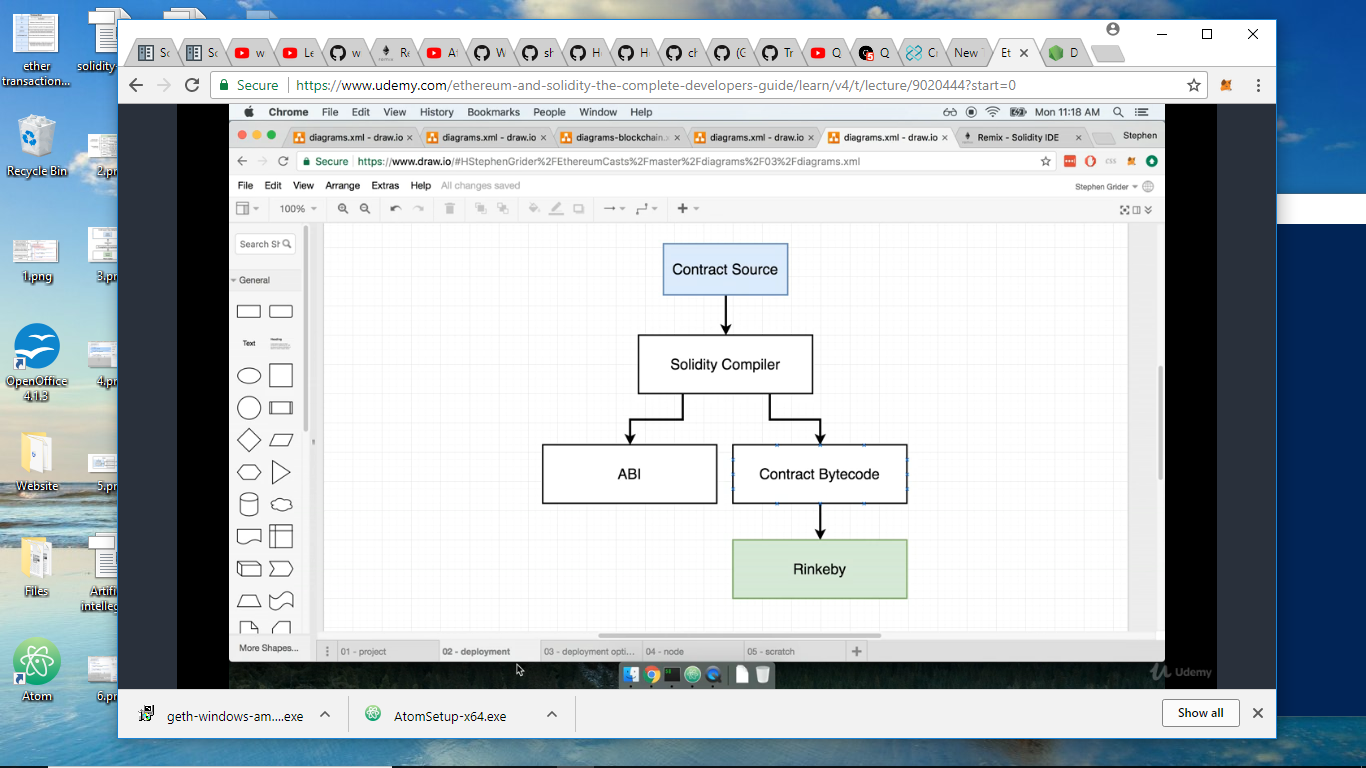 ether
transaction...
solidity-
Recycle Bin
2.pn
1.png
3.pn
OpenOffice
4.1.3
4.pn
Website
5.pn
Files
Artifi
intelleg
Atom
6.pn
Sc
Sc
w
Le
w
Re
At
W
sh
H
H
ch
(C
Tr
Q
Q
Cr
New T
Et
D
Secure
https://www.udemy.com/ethereum-and-solidity-the-complete-developers-guide/learn/v4/t/lecture/9020444?start=0
Chrome File Edit View History Bookmarks People Window Help
Mon 11:18 AM
diagrams.xml - draw.io
diagrams.xml - draw.io
diagrams-blockchain.x
diagrams.xml - draw.io
diagrams.xml - draw.io
Remix - Solidity IDE
Stephen
Secure
https://www.draw.io/#HStephenGrider%2FEthereumCasts%2Fmaster%2Fdiagrams%2F03%2Fdiagrams.xml
File Edit View Arrange Extras Help All changes saved
Stephen Grider
100%
Search Sh
General
Text
Heading
More Shapes...
Contract Source
Solidity Compiler
ABI
Contract Bytecode
Rinkeby
01 - project
02 - deployment
03 - deployment opti...
04 - node
05 - scratch
Udemy
geth-windows-am....exe
AtomSetup-x64.exe
Show all